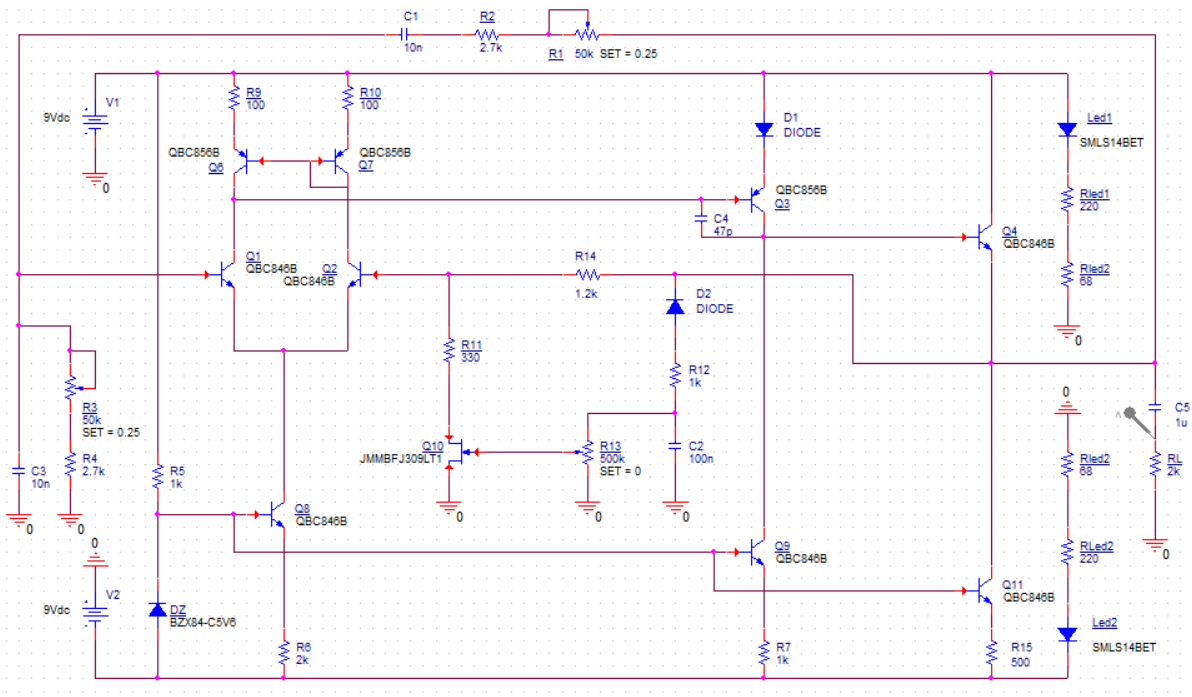 C1
10n
R2
2.7k
R1 50k SET = 0.25
V1
9Vdc
0
R9
100
R10
100
D1
DIODE
Led1
SMLS14BET
QBC856B
Q6
QBC856B
Q7
QBC856B
Q3
Rled1
220
C4
47p
Q4
QBC846B
Q1
QBC846B
Q2
QBC846B
R14
1.2k
Rled2
68
D2
DIODE
0
R11
330
R12
1k
R3
50k
SET = 0.25
0
A
C5
1u
Q10
JMMBFJ309LT1
R13
500k
SET = 0
C2
100n
C3
10n
R4
2.7k
R5
1k
Rled2
68
RL
2k
0
0
0
0
0
0
0
0
Q8
QBC846B
Q9
QBC846B
RLed2
220
V2
9Vdc
DZ
BZX84-C5V6
Q11
QBC846B
Led2
SMLS14BET
R6
2k
R7
1k
R15
500